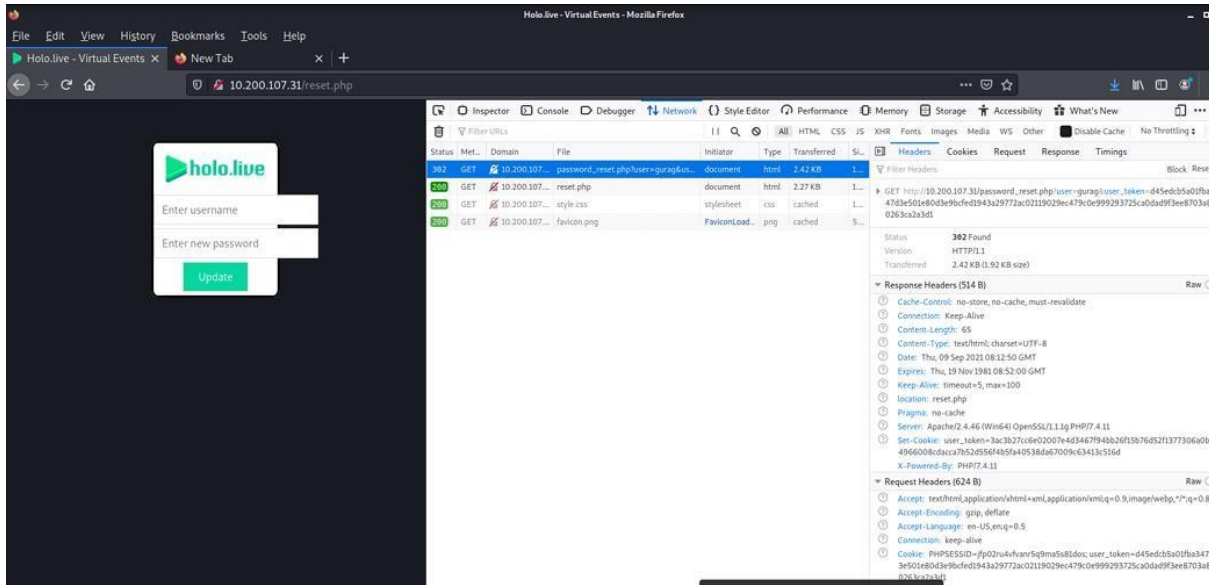 Holo.live - Virtual Events - Mozilla Firefox
File Edit View History Bookmarks Tools Help
Holo.live - Virtual Events × New Tab × +
10.200.107.31/reset.php
Inspector Console Debugger Network Style Editor Performance Memory Storage Accessibility What's New
Filter URLs
All HTML CSS JS XHR Fonts Images Media WS Other Disable Cache No Throttling
Status Met... Domain File Initiator Type Transferred Si...
302 GET 10.200.107.... password_reset.php?user=gurag&us... document html 2.42 KB 1...
200 GET 10.200.107.... reset.php document html 2.27 KB 1...
200 GET 10.200.107.... style.css stylesheet css cached 1...
200 GET 10.200.107.... favicon.png FaviconLoad... png cached 5...
holo.live
Enter username
Enter new password
Update
Headers Cookies Request Response Timings
Filter Headers Block Rese
GET http://10.200.107.31/password_reset.php?user=gurag&user_token=d45edcb5a01fba
Status 302 Found
Version HTTP/1.1
Transferred 2.42 KB (1.92 KB size)
Response Headers (514 B) Raw
Cache-Control: no-store, no-cache, must-revalidate
Connection: Keep-Alive
Content-Length: 65
Content-Type: text/html; charset=UTF-8
Date: Thu, 09 Sep 2021 08:12:50 GMT
Expires: Thu, 19 Nov 1981 08:52:00 GMT
Keep-Alive: timeout=5, max=100
location: reset.php
Pragma: no-cache
Server: Apache/2.4.46 (Win64) OpenSSL/1.1.1g PHP/7.4.11
Set-Cookie: user_token=3ac3b27cc6e02007e4d3467f94bb26f15b76d52f1377306a0b
4966008cdacca7b52d556f4b5fa40538da67009c63413c516d
X-Powered-By: PHP/7.4.11
Request Headers (624 B) Raw
Accept: text/html,application/xhtml+xml,application/xml;q=0.9,image/webp,*/*;q=0.8
Accept-Encoding: gzip, deflate
Accept-Language: en-US,en;q=0.5
Connection: keep-alive
Cookie: PHPSESSID=jfp02ru4vfvanr5q9ma5s81dos; user_token=d45edcb5a01fba347